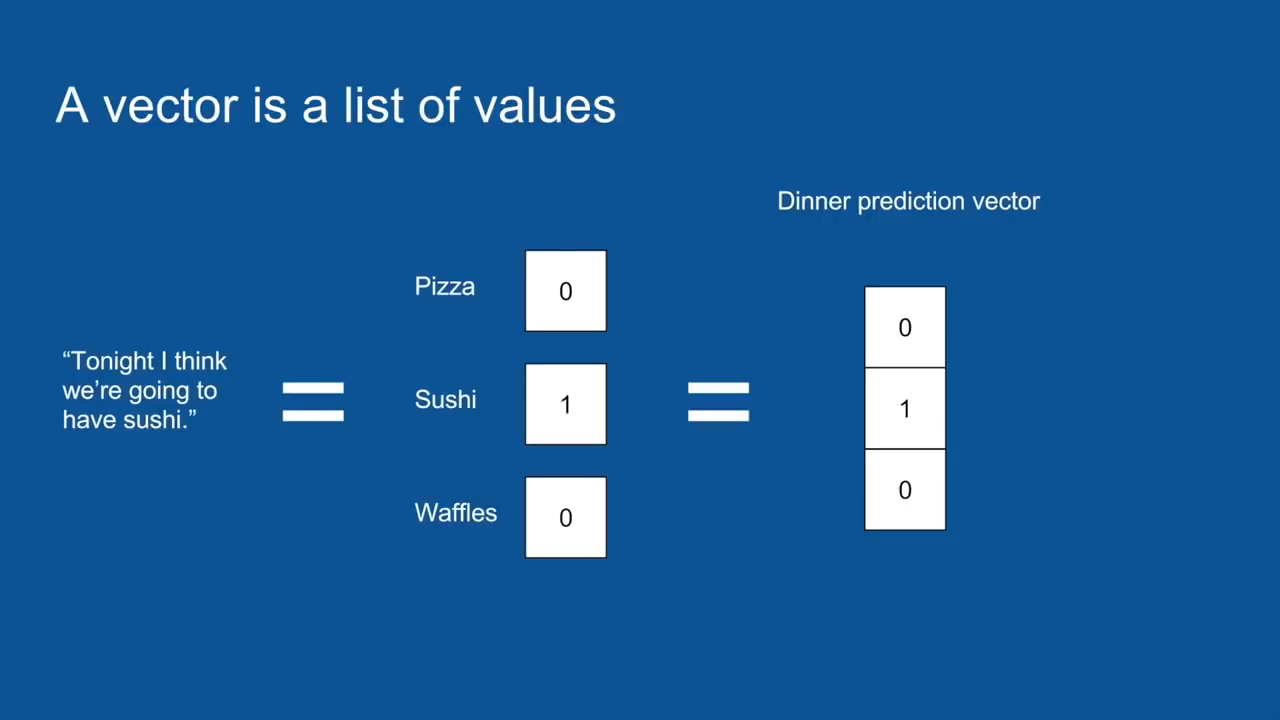 A vector is a list of values
Dinner prediction vector
Pizza 0
“Tonight I think
we’re going to
have sushi.”
Sushi 1
Waffles 0
0
1
0